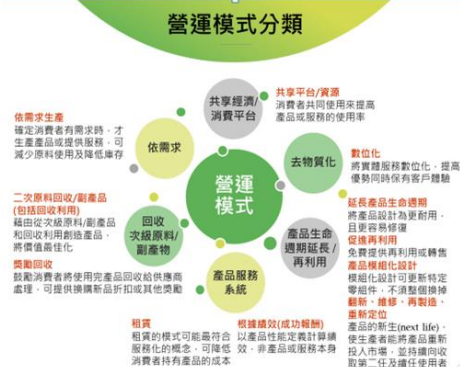 營運模式分類
共享經濟/
消費平台
共享平台/資源
消費者共同使用來提高
產品或服務的使用率
依需求生產
確定消費者有需求時，才
生產產品或提供服務，可
減少原料使用及降低庫存
依需求
去物質化
數位化
將實體服務數位化，提高
優勢同時保有客戶體驗
營運
模式
二次原料回收/副產品
(包括回收利用)
藉由從次級原料/副產品
和回收利用創造產品，
將價值最佳化
回收
次級原料/
副產物
獎勵回收
鼓勵消費者將使用完產品回收給供應商
處理，可提供換購新品折扣或其他獎勵
產品生命
週期延長/
再利用
延長產品生命週期
將產品設計為更耐用，
且更容易修復
促進再利用
免費提供再利用或轉售
產品模組化設計
模組化設計可更新特定
零組件，不須整個換掉
翻新、維修、再製造、
重新定位
產品的新生(next life)，
使生產者能將產品重新
投入市場，並持續向收
取第二任及續任使用者
產品服務
系統
租賃
租賃的模式可能最符合
服務化的概念，可降低
消費者持有產品的成本
根據績效(成功報酬)
以產品性能定義計算績
效，非產品或服務本身